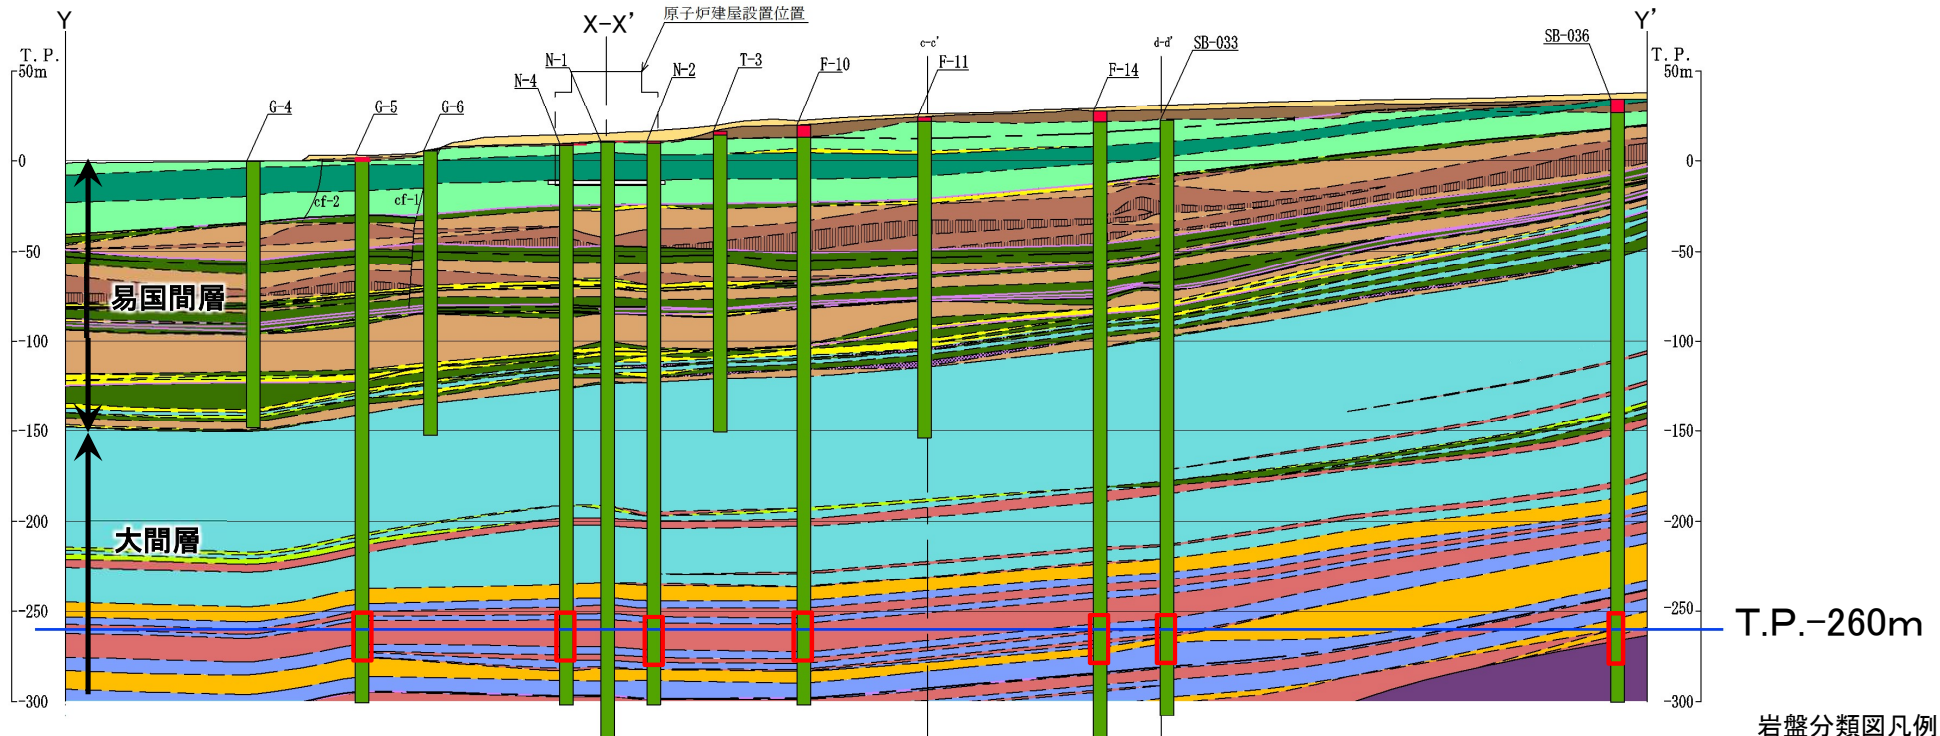 Y
X-X’
原子炉建屋設置位置
Y’
T.P.
50m
0
-50
-100
-150
-200
-250
-300
G-4
G-5
G-6
N-4
N-1
N-2
T-3
F-10
c-c’
F-11
F-14
d-d’
SB-033
SB-036
T.P.
50m
0
-50
-100
-150
-200
-250
-300
cf-2
cf-1
易国間層
大間層
T.P.-260m
岩盤分類図凡例